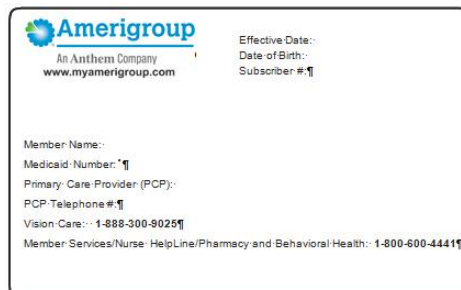 Amerigroup
An Anthem Company
www.myamerigroup.com
Effective Date:
Date of Birth:
Subscriber #:¶
Member Name:
Medicaid Number: *¶
Primary Care Provider (PCP):
PCP Telephone #:¶
Vision Care: 1-888-300-9025¶
Member Services/Nurse HelpLine/Pharmacy and Behavioral Health: 1-800-600-4441¶